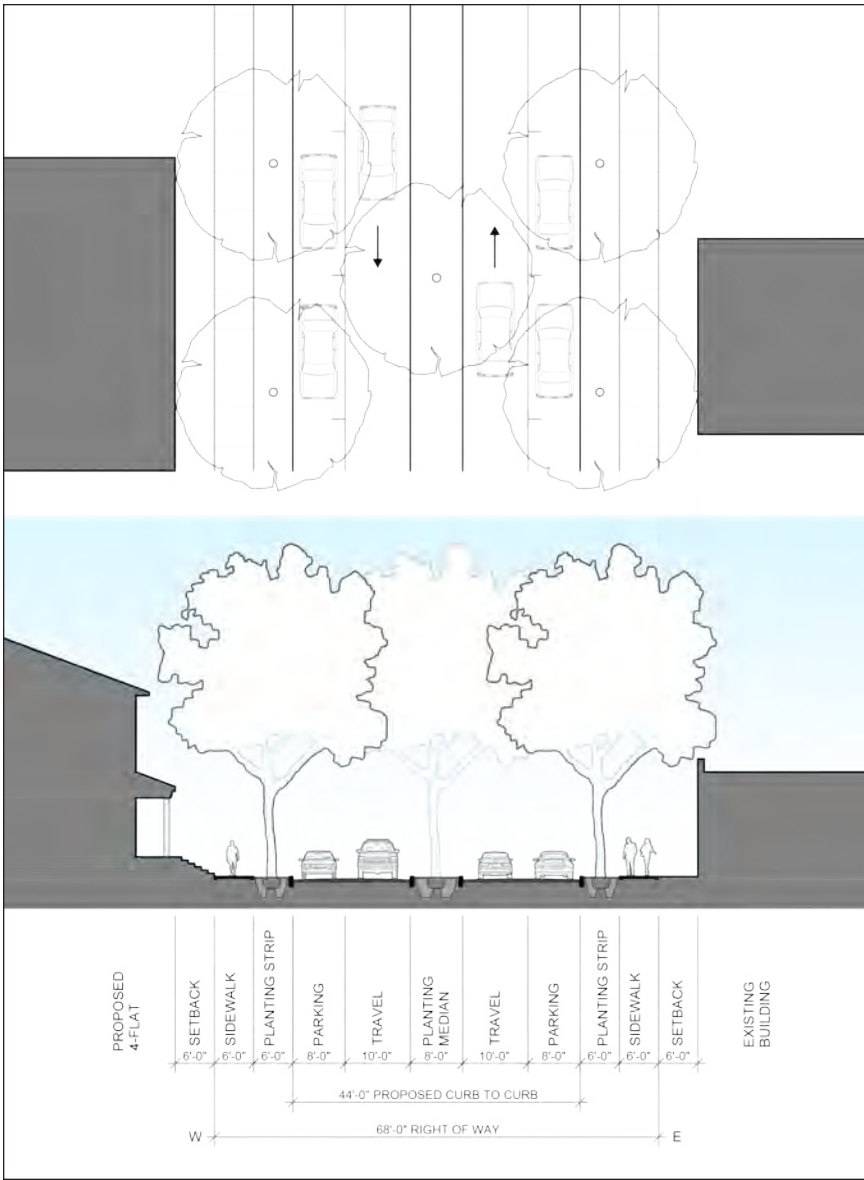 PROPOSED
4-FLAT
SETBACK
SIDEWALK
PLANTING STRIP
PARKING
TRAVEL
PLANTING
MEDIAN
TRAVEL
PARKING
PLANTING STRIP
SIDEWALK
SETBACK
EXISTING
BUILDING
6'-0" 6'-0" 6'-0" 8'-0" 10'-0" 8'-0" 10'-0" 8'-0" 6'-0" 6'-0" 6'-0"
44'-0" PROPOSED CURB TO CURB
W 68'-0" RIGHT OF WAY E